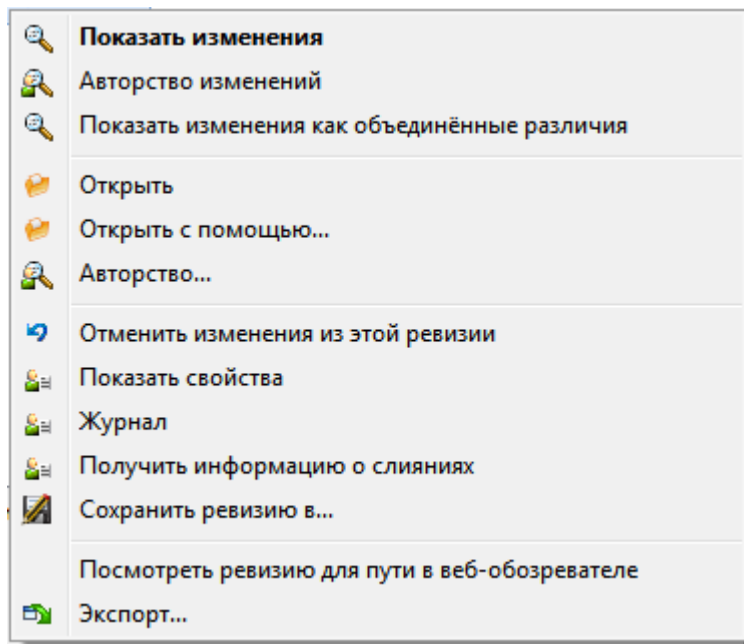 Показать изменения
Авторство изменений
Показать изменения как объединённые различия
Открыть
Открыть с помощью...
Авторство...
Отменить изменения из этой ревизии
Показать свойства
Журнал
Получить информацию о слияниях
Сохранить ревизию в...
Посмотреть ревизию для пути в веб-обозревателе
Экспорт...